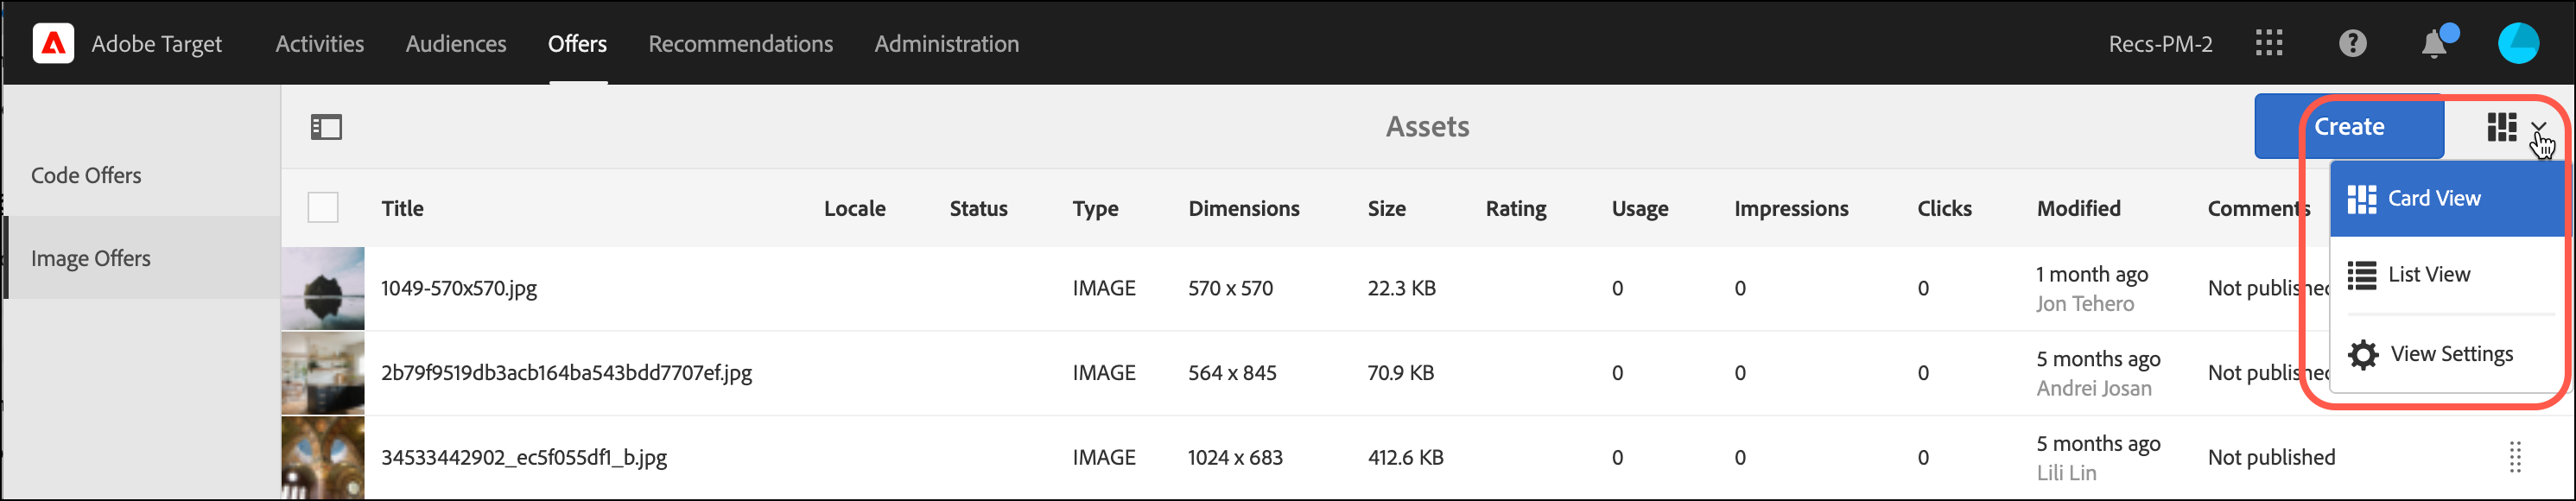 Adobe Target Activities Audiences Offers Recommendations Administration Recs-PM-2
Assets
Create
Code Offers
Image Offers
Title Locale Status Type Dimensions Size Rating Usage Impressions Clicks Modified Comments
1049-570x570.jpg IMAGE 570 x 570 22.3 KB 0 0 0 1 month ago Not published
Jon Tehero
2b79f9519db3acb164ba543bdd7707ef.jpg IMAGE 564 x 845 70.9 KB 0 0 0 5 months ago Not published
Andrei Josan
34533442902_ec5f055df1_b.jpg IMAGE 1024 x 683 412.6 KB 0 0 0 5 months ago Not published
Lili Lin
Card View
List View
View Settings